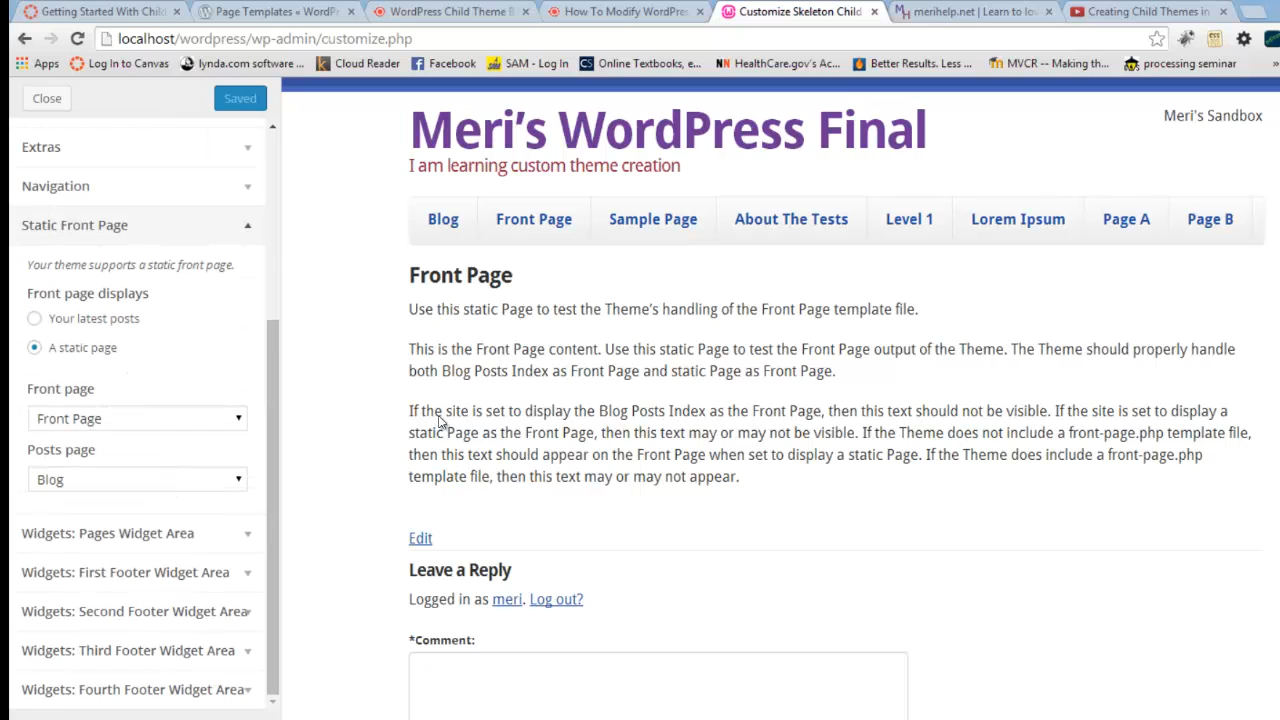 Getting Started With Child
Page Templates « WordPr
WordPress Child Theme B
How To Modify WordPres
Customize Skeleton Child
merihelp.net | Learn to lov
Creating Child Themes in
localhost/wordpress/wp-admin/customize.php
Apps
Log In to Canvas
lynda.com software ...
Cloud Reader
Facebook
SAM - Log In
Online Textbooks, e...
HealthCare.gov's Ac...
Better Results. Less ...
MVCR -- Making th...
processing seminar
Close
Saved
Extras
Navigation
Static Front Page
Your theme supports a static front page.
Front page displays
Your latest posts
A static page
Front page
Front Page
Posts page
Blog
Widgets: Pages Widget Area
Widgets: First Footer Widget Area
Widgets: Second Footer Widget Area
Widgets: Third Footer Widget Area
Widgets: Fourth Footer Widget Area
Meri's Sandbox
Meri’s WordPress Final
I am learning custom theme creation
Blog Front Page Sample Page About The Tests Level 1 Lorem Ipsum Page A Page B
Front Page
Use this static Page to test the Theme’s handling of the Front Page template file.
This is the Front Page content. Use this static Page to test the Front Page output of the Theme. The Theme should properly handle
both Blog Posts Index as Front Page and static Page as Front Page.
If the site is set to display the Blog Posts Index as the Front Page, then this text should not be visible. If the site is set to display a
static Page as the Front Page, then this text may or may not be visible. If the Theme does not include a front-page.php template file,
then this text should appear on the Front Page when set to display a static Page. If the Theme does include a front-page.php
template file, then this text may or may not appear.
Edit
Leave a Reply
Logged in as meri. Log out?
*Comment: